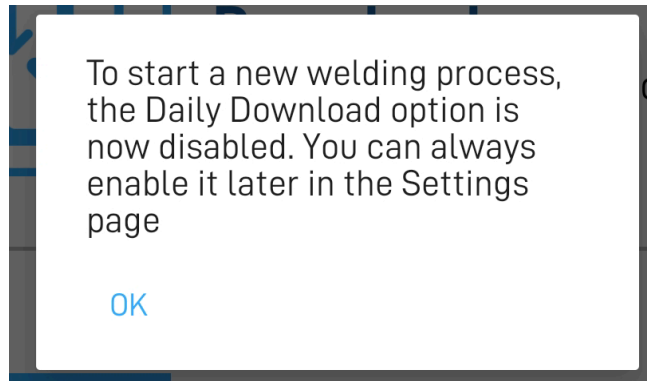 To start a new welding process,
the Daily Download option is
now disabled. You can always
enable it later in the Settings
page
OK